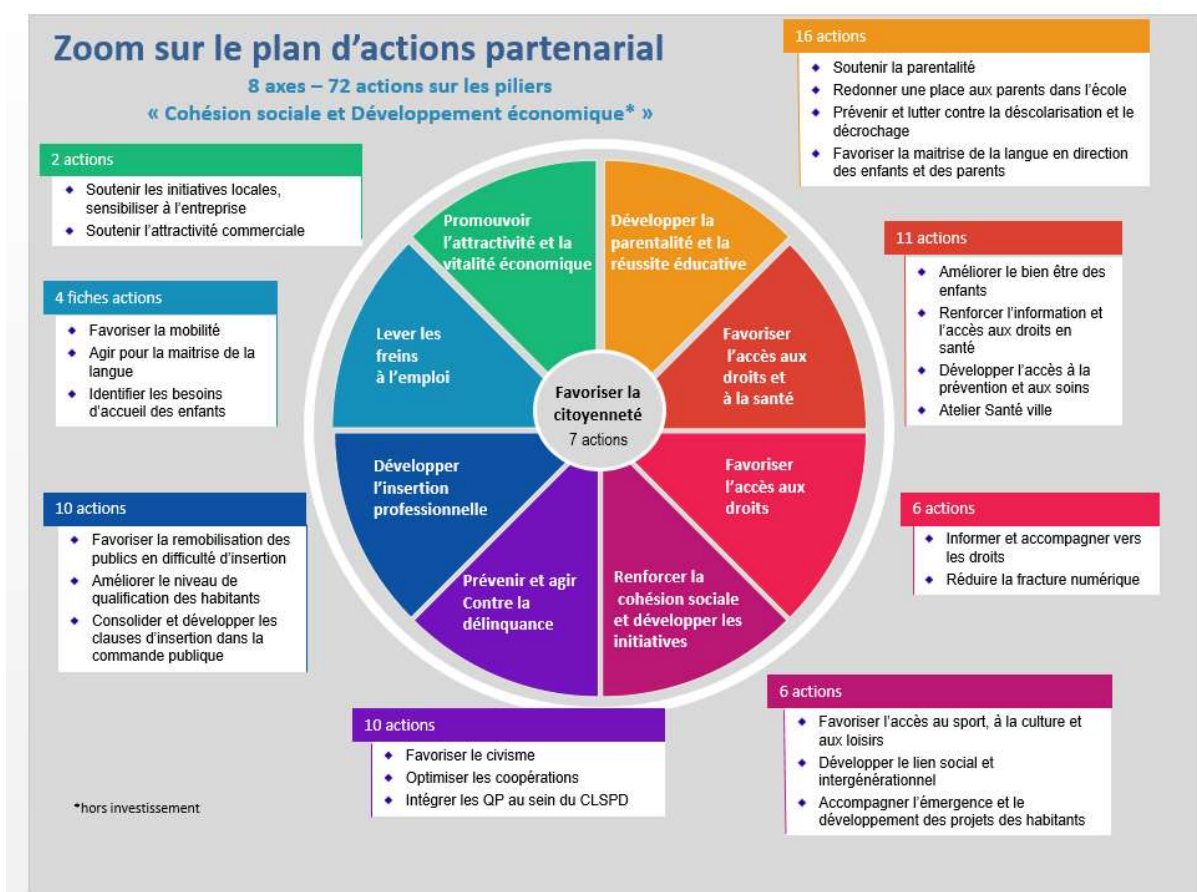 Zoom sur le plan d'actions partenarial
8 axes – 72 actions sur les piliers
« Cohésion sociale et Développement économique* »
16 actions
Soutenir la parentalité
Redonner une place aux parents dans l'école
Prévenir et lutter contre la déscolarisation et le
décrochage
Favoriser la maitrise de la langue en direction
des enfants et des parents
2 actions
Soutenir les initiatives locales,
sensibiliser à l'entreprise
Soutenir l'attractivité commerciale
11 actions
Améliorer le bien être des
enfants
Renforcer l'information et
l'accès aux droits en
santé
Développer l'accès à la
prévention et aux soins
Atelier Santé ville
4 fiches actions
Favoriser la mobilité
Agir pour la maitrise de la
langue
Identifier les besoins
d'accueil des enfants
Promouvoir
l'attractivité et la
vitalité économique
Développer la
parentalité et la
réussite éducative
Lever les
freins
à l'emploi
Favoriser
l'accès aux
droits et
à la santé
Favoriser la
citoyenneté
7 actions
Développer
l'insertion
professionnelle
Favoriser
l'accès aux
droits
Prévenir et agir
Contre la
délinquance
Renforcer la
cohésion sociale
et développer les
initiatives
10 actions
Favoriser la remobilisation des
publics en difficulté d'insertion
Améliorer le niveau de
qualification des habitants
Consolider et développer les
clauses d'insertion dans la
commande publique
6 actions
Informer et accompagner vers
les droits
Réduire la fracture numérique
10 actions
Favoriser le civisme
Optimiser les coopérations
Intégrer les QP au sein du CLSPD
6 actions
Favoriser l'accès au sport, à la culture et
aux loisirs
Développer le lien social et
intergénérationnel
Accompagner l'émergence et le
développement des projets des habitants
*hors investissement